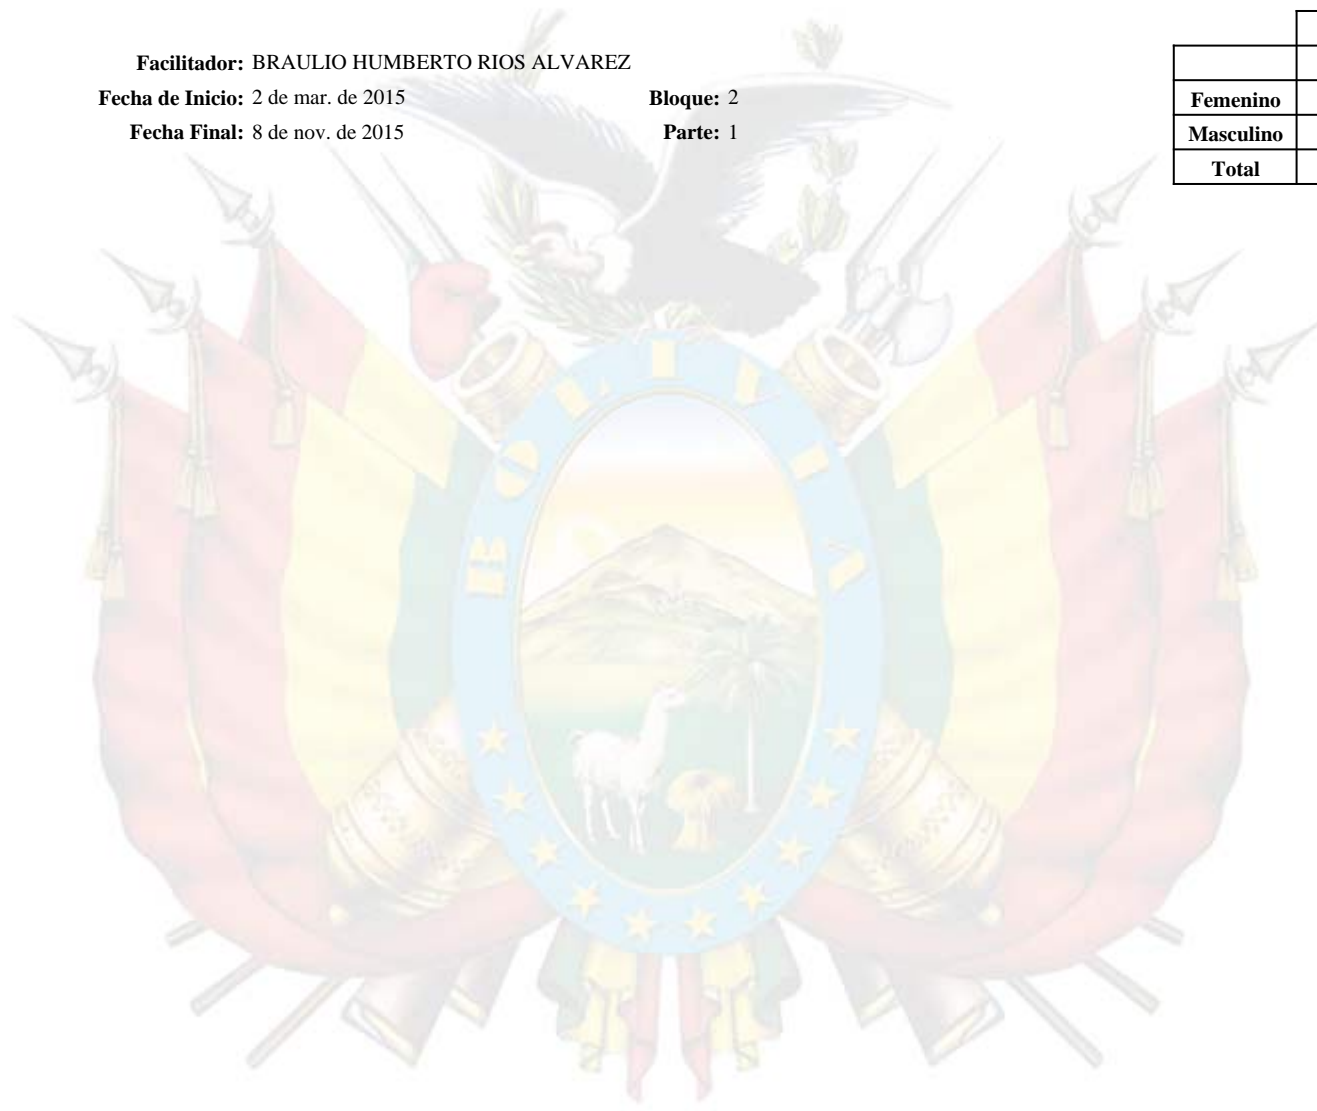 Facilitador: BRAULIO HUMBERTO RIOS ALVAREZ
Fecha de Inicio: 2 de mar. de 2015 Bloque: 2
Fecha Final: 8 de nov. de 2015 Parte: 1
Femenino
Masculino
Total
BOLIVIA